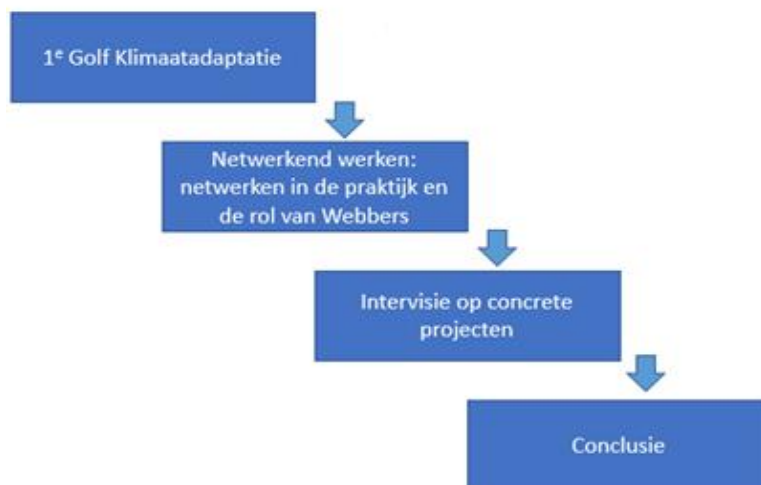 1e Golf Klimaatadaptatie
Netwerkend werken:
netwerken in de praktijk en
de rol van Webbers
Intervisie op concrete
projecten
Conclusie